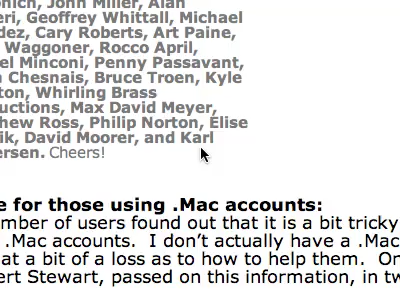 onich, John Miller, Alan
eri, Geoffrey Whittall, Michael
dez, Cary Roberts, Art Paine,
Waggoner, Rocco April,
el Minconi, Penny Passavant,
n Chesnais, Bruce Troen, Kyle
ton, Whirling Brass
uctions, Max David Meyer,
hew Ross, Philip Norton, Elise
ik, David Moorer, and Karl
ersen. Cheers!
e for those using .Mac accounts:
mber of users found out that it is a bit tricky
.Mac accounts. I don't actually have a .Mac
at a bit of a loss as to how to help them. On
ert Stewart, passed on this information, in tw